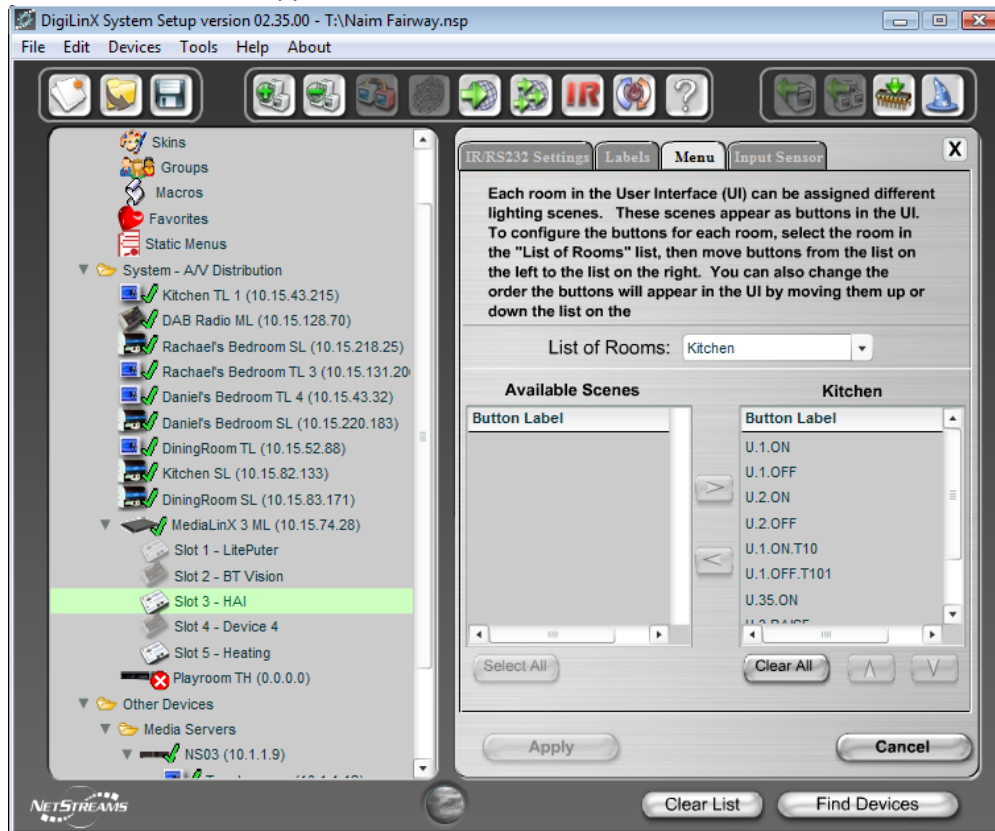 DigiLinX System Setup version 02.35.00 - T:\Naim Fairway.nsp
File Edit Devices Tools Help About
IR
?
Skins
Groups
Macros
Favorites
Static Menus
System - A/V Distribution
Kitchen TL 1 (10.15.43.215)
DAB Radio ML (10.15.128.70)
Rachael's Bedroom SL (10.15.218.25)
Rachael's Bedroom TL 3 (10.15.131.20
Daniel's Bedroom TL 4 (10.15.43.32)
Daniel's Bedroom SL (10.15.220.183)
DiningRoom TL (10.15.52.88)
Kitchen SL (10.15.82.133)
DiningRoom SL (10.15.83.171)
MediaLinX 3 ML (10.15.74.28)
Slot 1 - LitePuter
Slot 2 - BT Vision
Slot 3 - HAI
Slot 4 - Device 4
Slot 5 - Heating
Playroom TH (0.0.0.0)
Other Devices
Media Servers
NS03 (10.1.1.9)
IR/RS232 Settings Labels Menu Input Sensor X
Each room in the User Interface (UI) can be assigned different
lighting scenes. These scenes appear as buttons in the UI.
To configure the buttons for each room, select the room in
the "List of Rooms" list, then move buttons from the list on
the left to the list on the right. You can also change the
order the buttons will appear in the UI by moving them up or
down the list on the
List of Rooms: Kitchen
Available Scenes
Button Label
Select All
Kitchen
Button Label
U.1.ON
U.1.OFF
U.2.ON
U.2.OFF
U.1.ON.T10
U.1.OFF.T101
U.35.ON
Clear All
Apply Cancel
NETSTREAMS
Clear List Find Devices